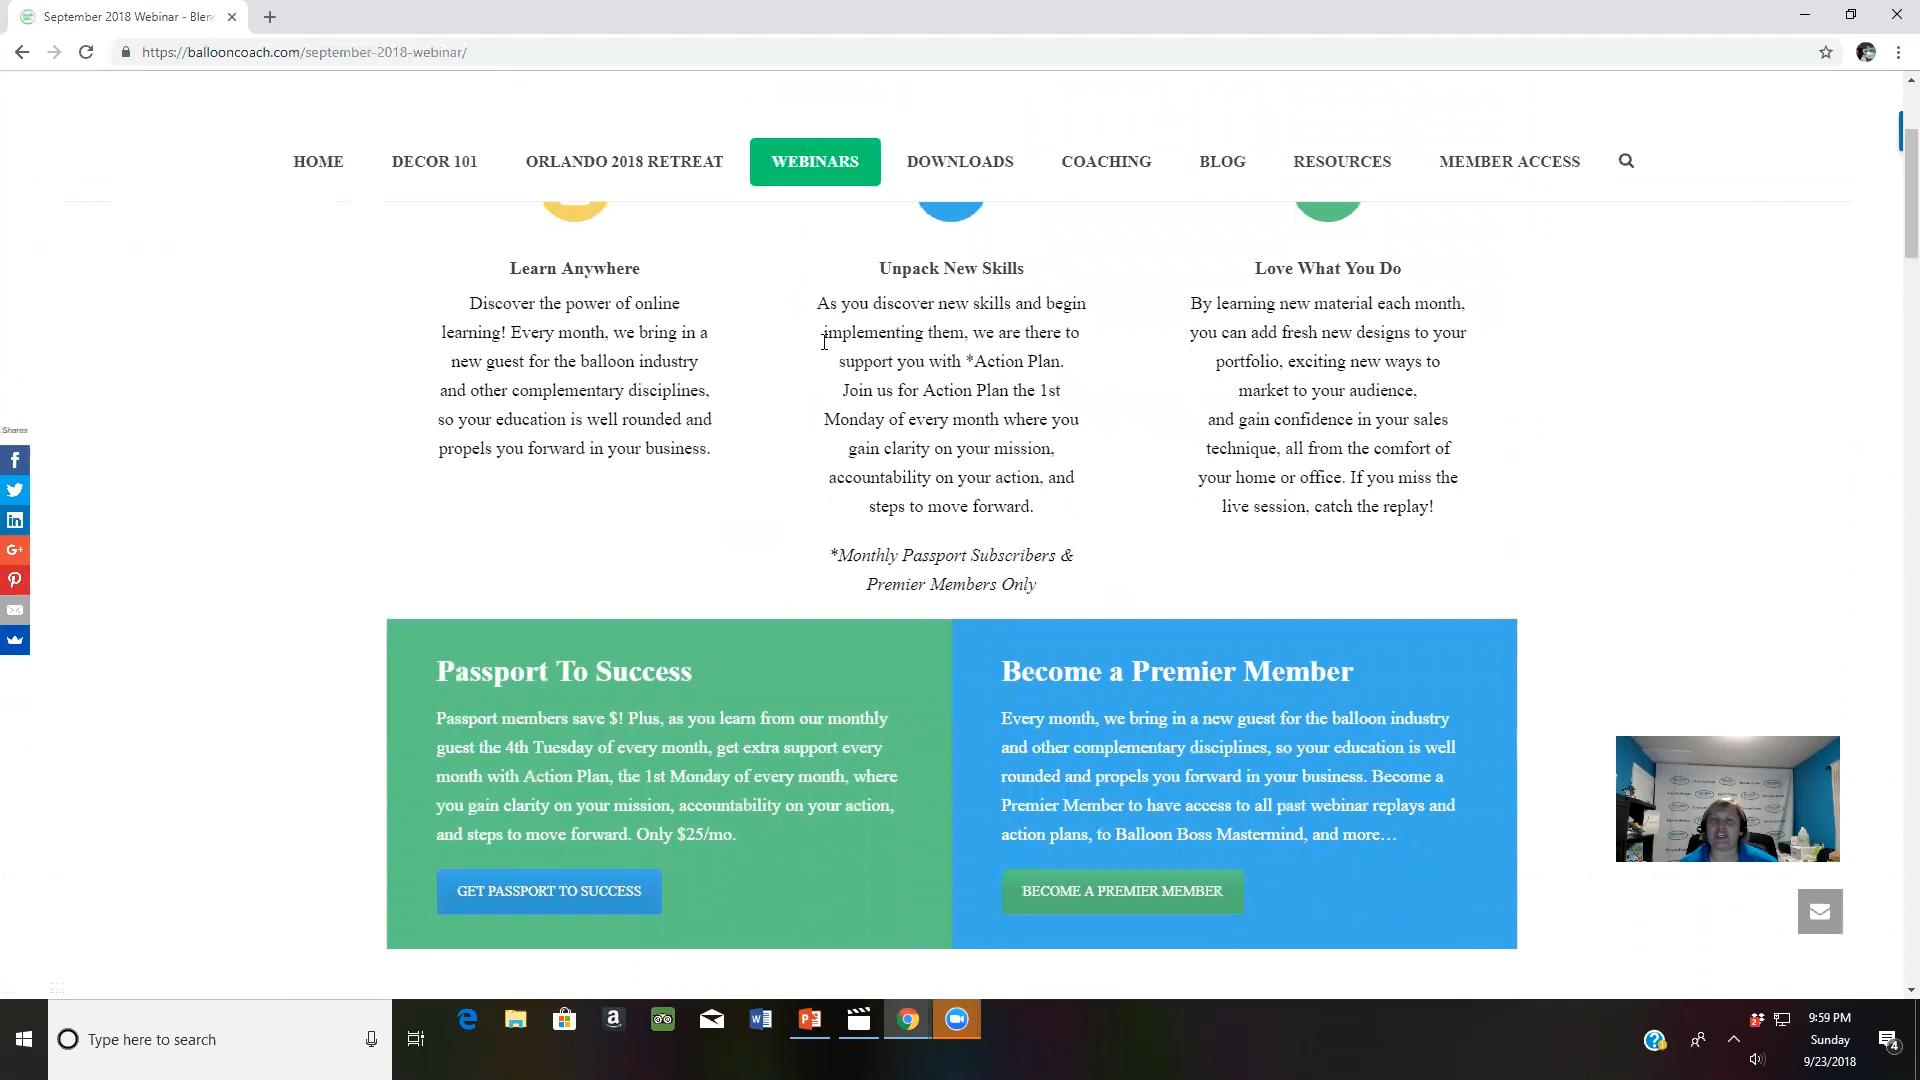 September 2018 Webinar - Blen
https://ballooncoach.com/september-2018-webinar/
HOME
DECOR 101
ORLANDO 2018 RETREAT
WEBINARS
DOWNLOADS
COACHING
BLOG
RESOURCES
MEMBER ACCESS
Learn Anywhere
Discover the power of online
learning! Every month, we bring in a
new guest for the balloon industry
and other complementary disciplines,
so your education is well rounded and
propels you forward in your business.
Unpack New Skills
As you discover new skills and begin
implementing them, we are there to
support you with *Action Plan.
Join us for Action Plan the 1st
Monday of every month where you
gain clarity on your mission,
accountability on your action, and
steps to move forward.
*Monthly Passport Subscribers &
Premier Members Only
Love What You Do
By learning new material each month,
you can add fresh new designs to your
portfolio, exciting new ways to
market to your audience,
and gain confidence in your sales
technique, all from the comfort of
your home or office. If you miss the
live session, catch the replay!
Shares
Passport To Success
Passport members save $! Plus, as you learn from our monthly
guest the 4th Tuesday of every month, get extra support every
month with Action Plan, the 1st Monday of every month, where
you gain clarity on your mission, accountability on your action,
and steps to move forward. Only $25/mo.
GET PASSPORT TO SUCCESS
Become a Premier Member
Every month, we bring in a new guest for the balloon industry
and other complementary disciplines, so your education is well
rounded and propels you forward in your business. Become a
Premier Member to have access to all past webinar replays and
action plans, to Balloon Boss Mastermind, and more…
BECOME A PREMIER MEMBER
Type here to search
9:59 PM
Sunday
9/23/2018
4